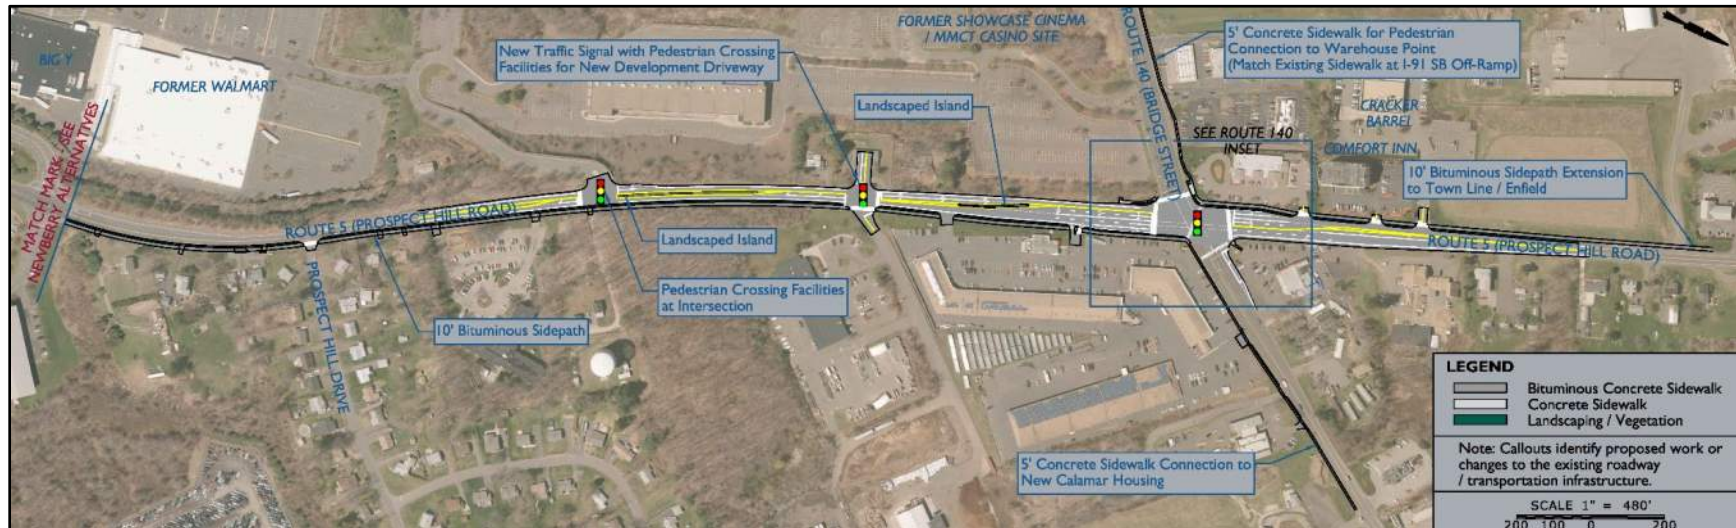 BIG Y
FORMER WALMART
MATCH MARK - SEE
NEWBERRY ALTERNATIVES
New Traffic Signal with Pedestrian Crossing
Facilities for New Development Driveway
FORMER SHOWCASE CINEMA
/ MMCT CASINO SITE
Landscaped Island
ROUTE 140 (BRIDGE STREET)
5' Concrete Sidewalk for Pedestrian
Connection to Warehouse Point
(Match Existing Sidewalk at I-91 SB Off-Ramp)
CRACKER
BARREL
SEE ROUTE 140
INSET
COMFORT INN
10' Bituminous Sidepath Extension
to Town Line / Enfield
ROUTE 5 (PROSPECT HILL ROAD)
ROUTE 5 (PROSPECT HILL ROAD)
Landscaped Island
Pedestrian Crossing Facilities
at Intersection
10' Bituminous Sidepath
PROSPECT HILL DRIVE
5' Concrete Sidewalk Connection to
New Calamar Housing
LEGEND
Bituminous Concrete Sidewalk
Concrete Sidewalk
Landscaping / Vegetation
Note: Callouts identify proposed work or
changes to the existing roadway
/ transportation infrastructure.
SCALE 1" = 480'
200 100 0 200